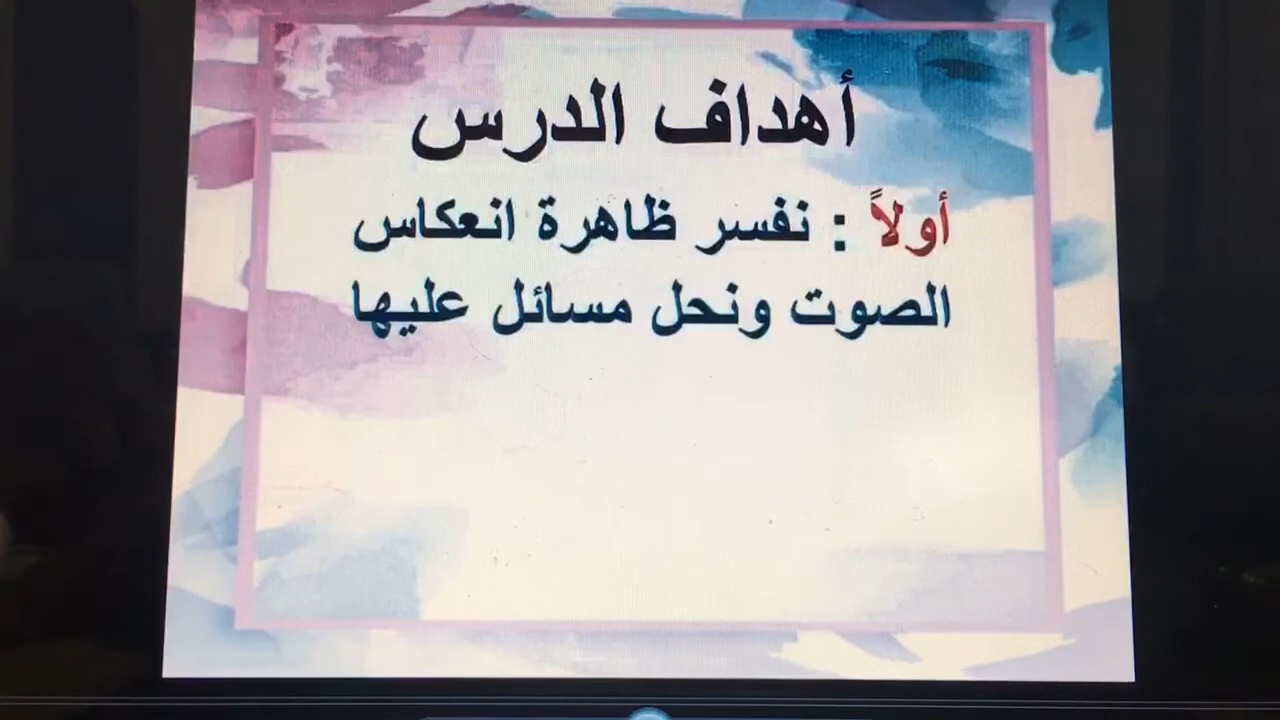 أهداف الدرس
أولاً : نفسر ظاهرة انعكاس
الصوت ونحل مسائل عليها